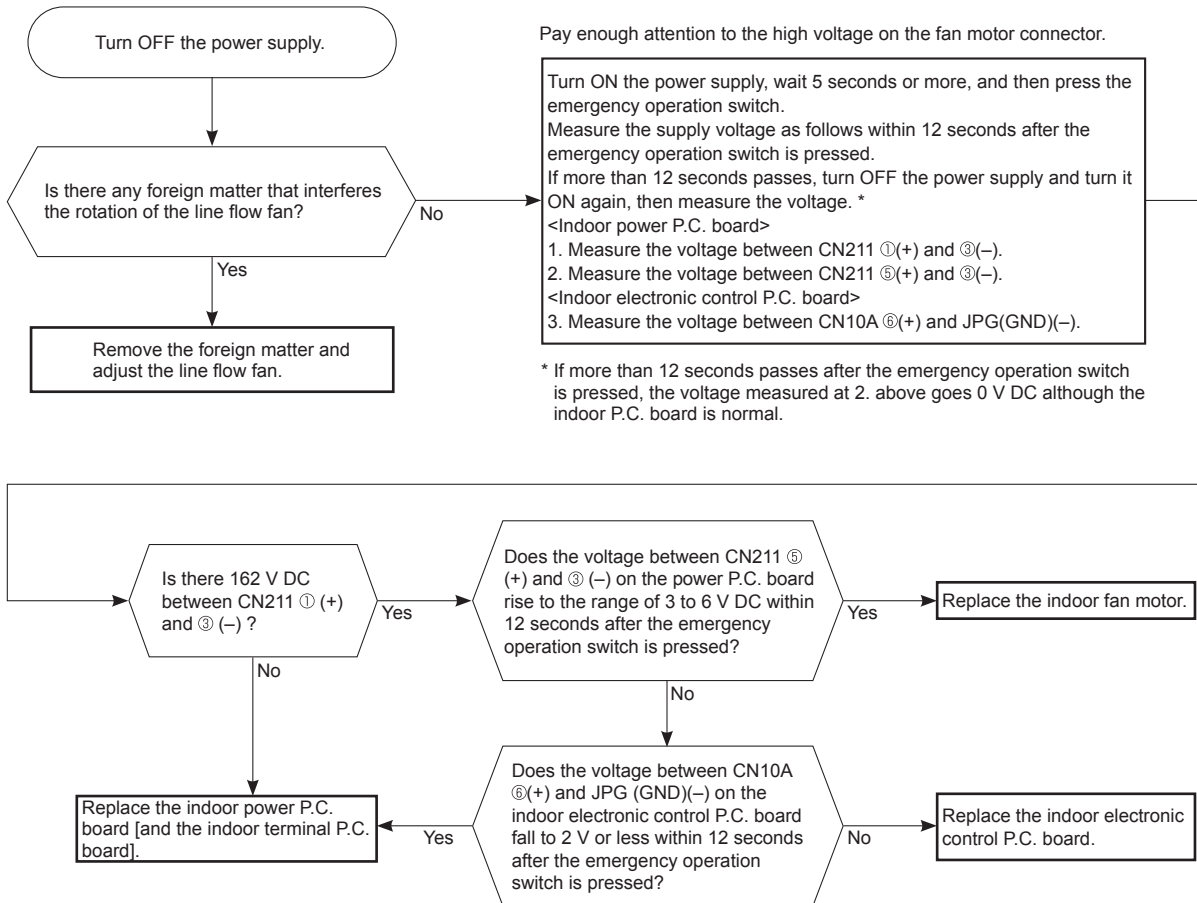 Turn OFF the power supply.
Is there any foreign matter that interferes
the rotation of the line flow fan?
No
Yes
Remove the foreign matter and
adjust the line flow fan.
Pay enough attention to the high voltage on the fan motor connector.
Turn ON the power supply, wait 5 seconds or more, and then press the
emergency operation switch.
Measure the supply voltage as follows within 12 seconds after the
emergency operation switch is pressed.
If more than 12 seconds passes, turn OFF the power supply and turn it
ON again, then measure the voltage. *
<Indoor power P.C. board>
1. Measure the voltage between CN211 ①(+) and ③(–).
2. Measure the voltage between CN211 ⑤(+) and ③(–).
<Indoor electronic control P.C. board>
3. Measure the voltage between CN10A ⑥(+) and JPG(GND)(–).
* If more than 12 seconds passes after the emergency operation switch
is pressed, the voltage measured at 2. above goes 0 V DC although the
indoor P.C. board is normal.
Is there 162 V DC
between CN211 ① (+)
and ③ (–) ?
Yes
No
Does the voltage between CN211 ⑤
(+) and ③ (–) on the power P.C. board
rise to the range of 3 to 6 V DC within
12 seconds after the emergency
operation switch is pressed?
Yes
Replace the indoor fan motor.
No
Does the voltage between CN10A
⑥(+) and JPG (GND)(–) on the
indoor electronic control P.C. board
fall to 2 V or less within 12 seconds
after the emergency operation
switch is pressed?
Yes
Replace the indoor power P.C.
board [and the indoor terminal P.C.
board].
No
Replace the indoor electronic
control P.C. board.